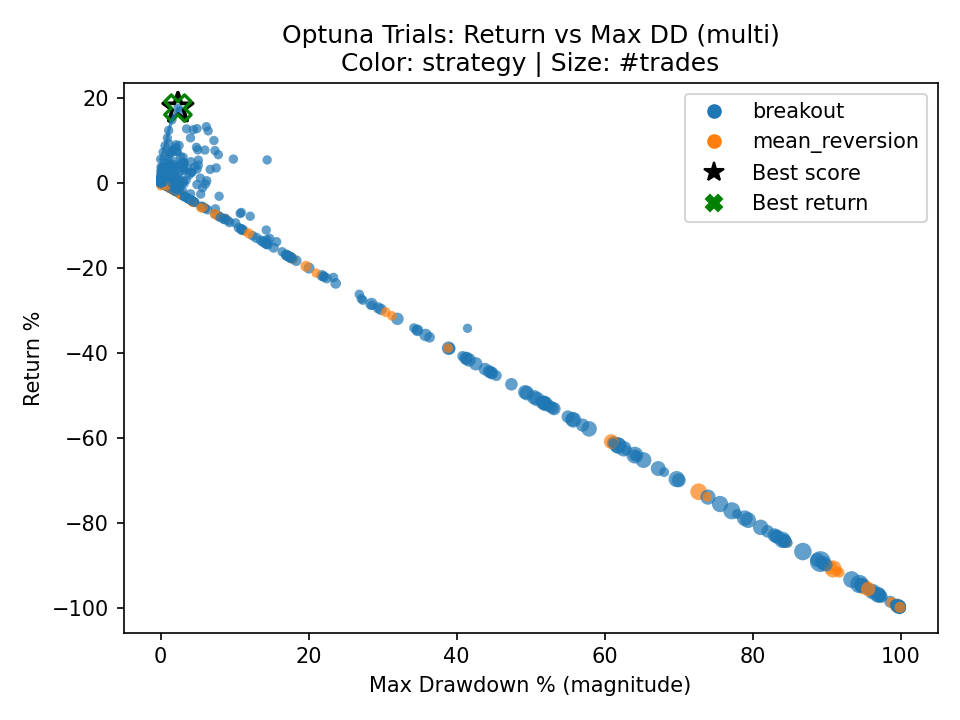 Optuna Trials: Return vs Max DD (multi)
Color: strategy | Size: #trades
breakout
mean_reversion
Best score
Best return
Return %
20
0
−20
−40
−60
−80
−100
0
20
40
60
80
100
Max Drawdown % (magnitude)